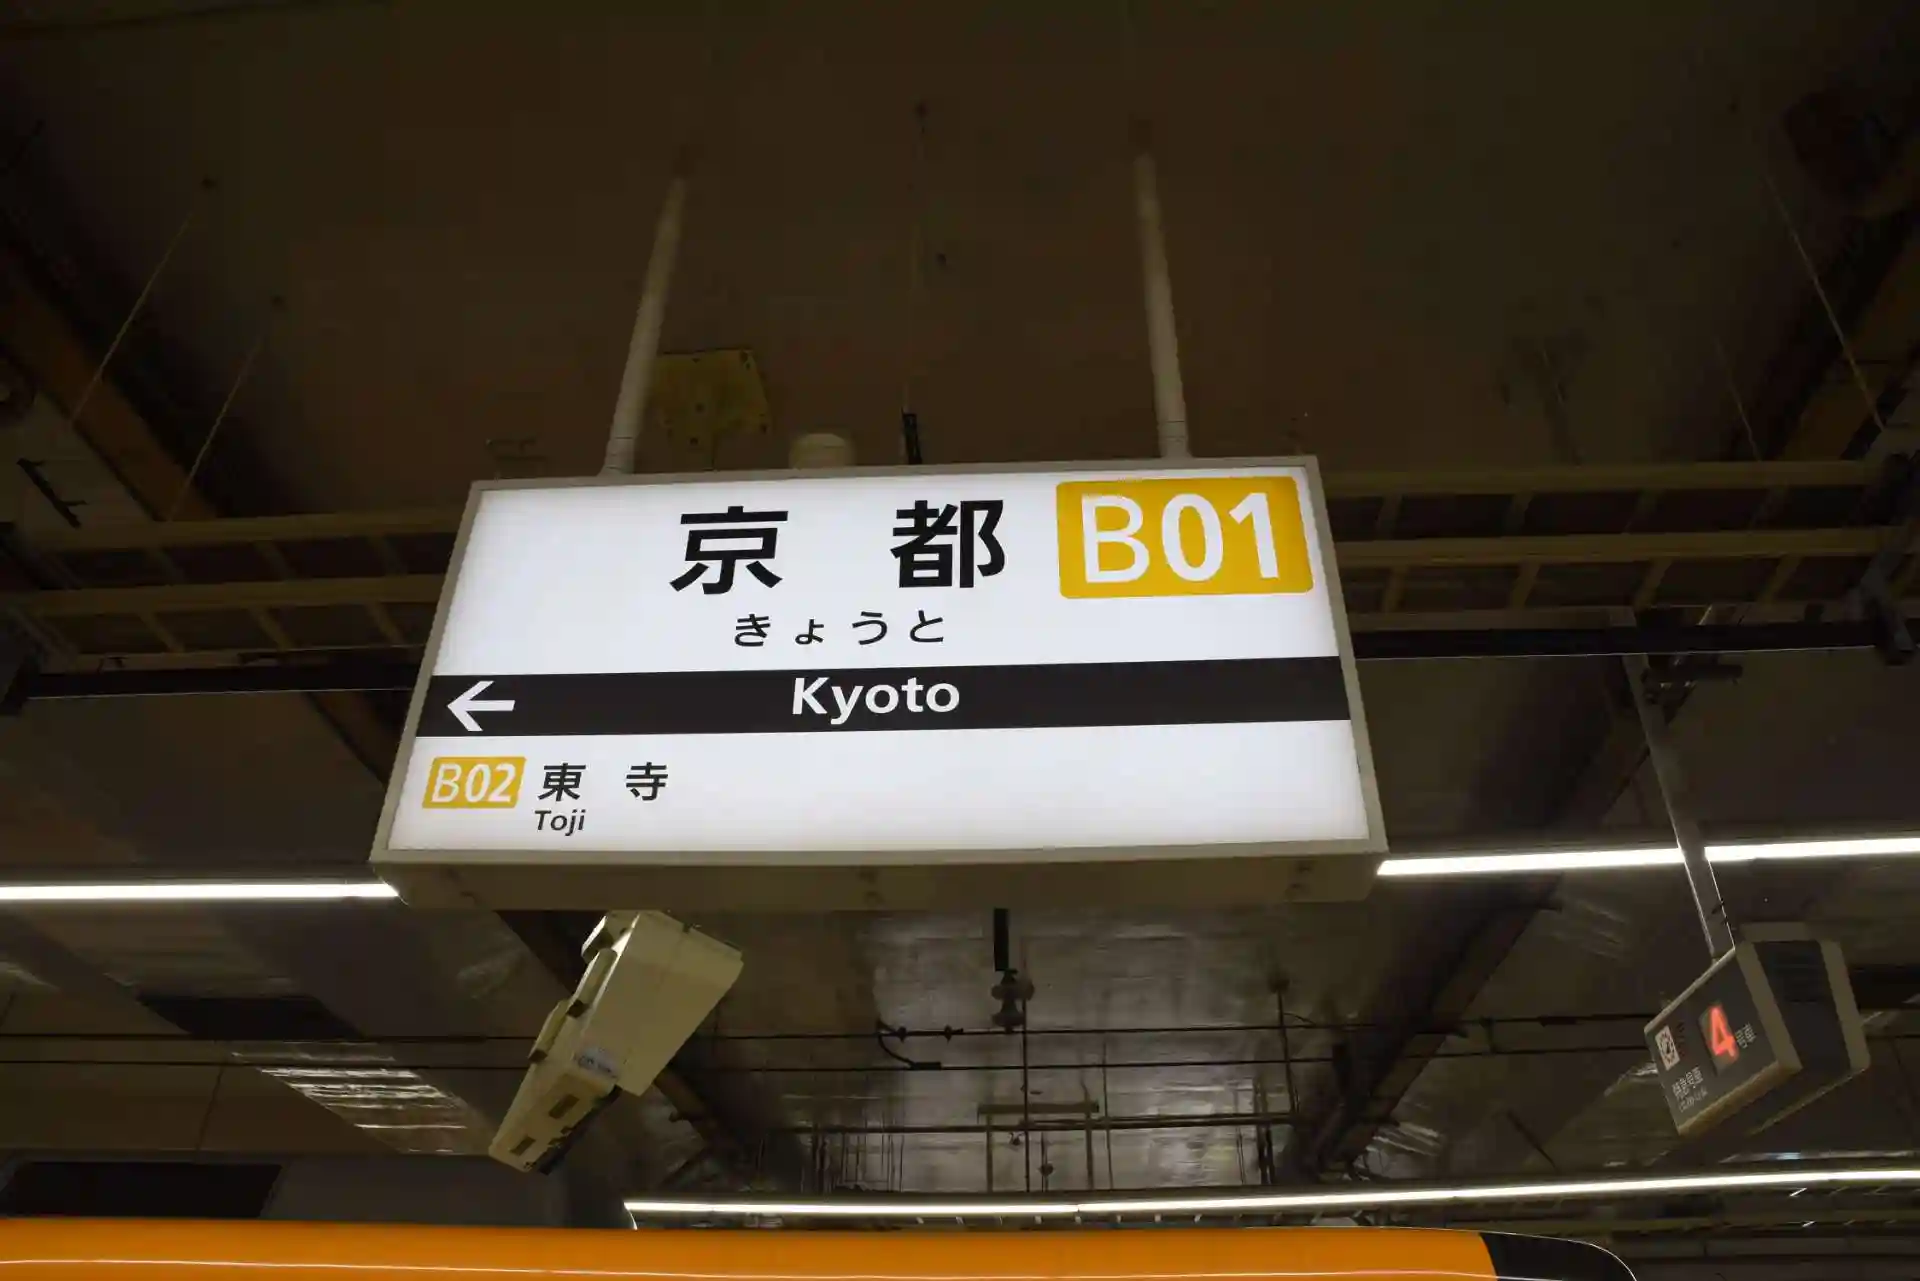 京都 B01
きょうと
← Kyoto
B02 東寺
Toji
4